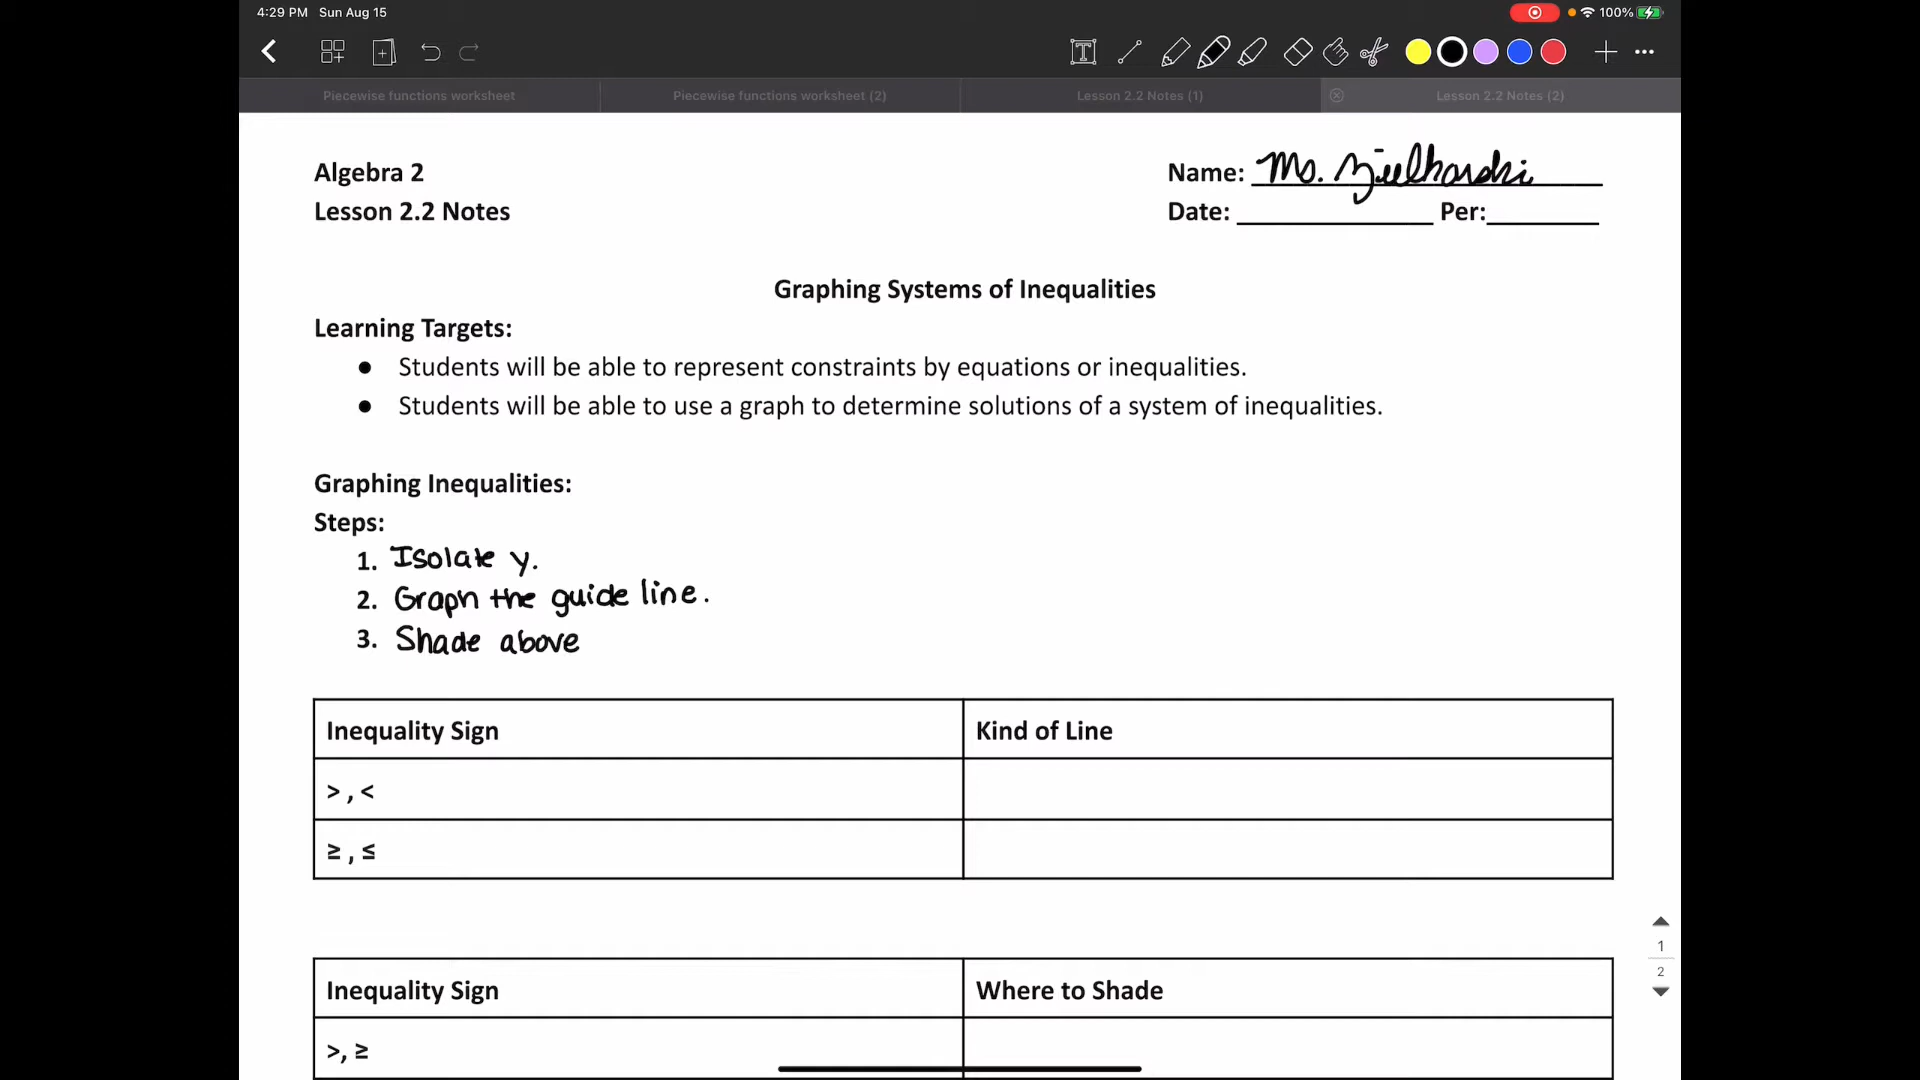 4:29 PM Sun Aug 15
100%
Piecewise functions worksheet
Piecewise functions worksheet (2)
Lesson 2.2 Notes (1)
Lesson 2.2 Notes (2)
Algebra 2
Name: Ms.
Lesson 2.2 Notes
Date: Per:
Graphing Systems of Inequalities
Learning Targets:
● Students will be able to represent constraints by equations or inequalities.
● Students will be able to use a graph to determine solutions of a system of inequalities.
Graphing Inequalities:
Steps:
1. Isolate y.
2. Graph the guide line.
3. Shade above
Inequality Sign
Kind of Line
> , <
≥ , ≤
Inequality Sign
Where to Shade
>, ≥
1
2